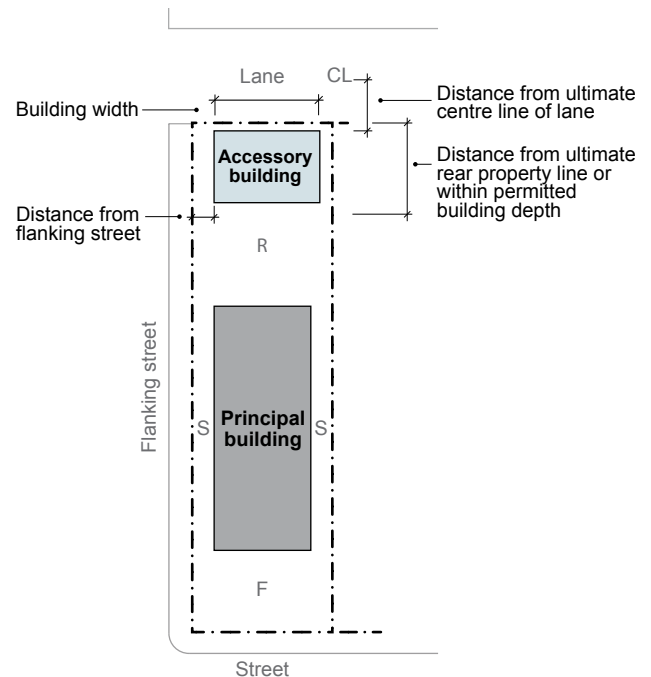 Lane
CL
Building width
Distance from ultimate
centre line of lane
Accessory
building
Distance from ultimate
rear property line or
within permitted
building depth
Distance from
flanking street
R
Flanking street
S
Principal
building
S
F
Street